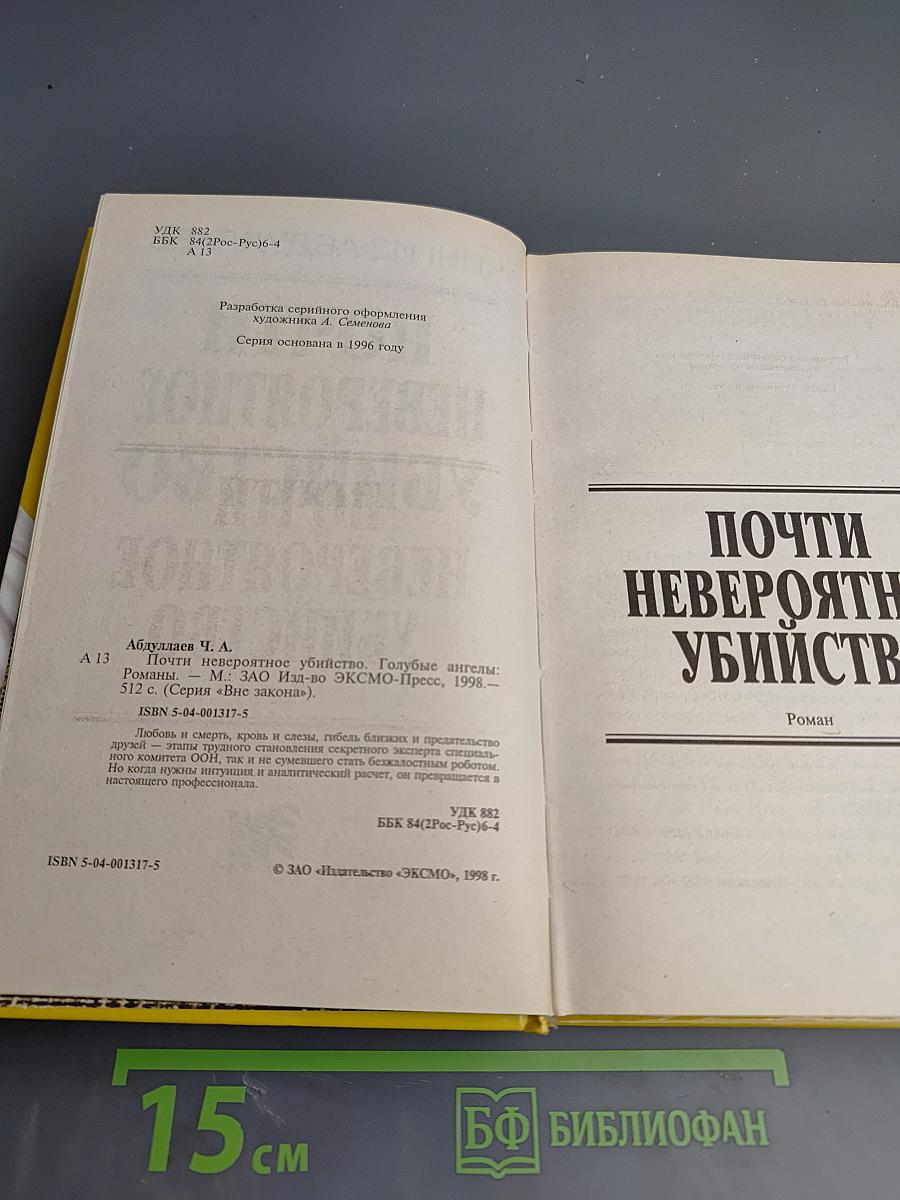 УДК 882
ББК 84(2Рос-Рус)6-4
А 13
Разработка серийного оформления
художника А. Семенова
Серия основана в 1996 году
Абдуллаев Ч. А.
А 13 Почти невероятное убийство. Голубые ангелы:
Романы. — М.: ЗАО Изд-во ЭКСМО-Пресс, 1998.—
512 с. (Серия «Вне закона»).
ISBN 5-04-001317-5
Любовь и смерть, кровь и слезы, гибель близких и предательство
друзей — этапы трудного становления секретного эксперта специаль-
ного комитета ООН, так и не сумевшего стать безжалостным роботом.
Но когда нужны интуиция и аналитический расчет, он превращается в
настоящего профессионала.
УДК 882
ББК 84(2Рос-Рус)6-4
ISBN 5-04-001317-5
© ЗАО «Издательство «ЭКСМО», 1998 г.
ПОЧТИ
НЕВЕРОЯТН
УБИЙСТВ
Роман
15 см
БФ БИБЛИОФАН